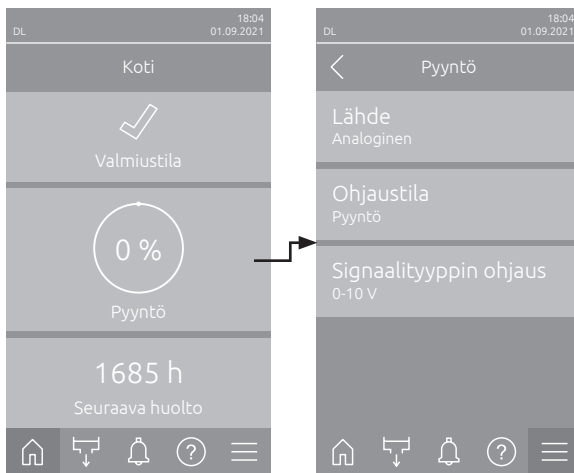 18:04
DL 01.09.2021
Koti
Valmiustila
0 %
Pyyntö
1685 h
Seuraava huolto
?
18:04
DL 01.09.2021
Pyyntö
Lähde
Analoginen
Ohjaustila
Pyyntö
Signaalityyppin ohjaus
0-10 V
?